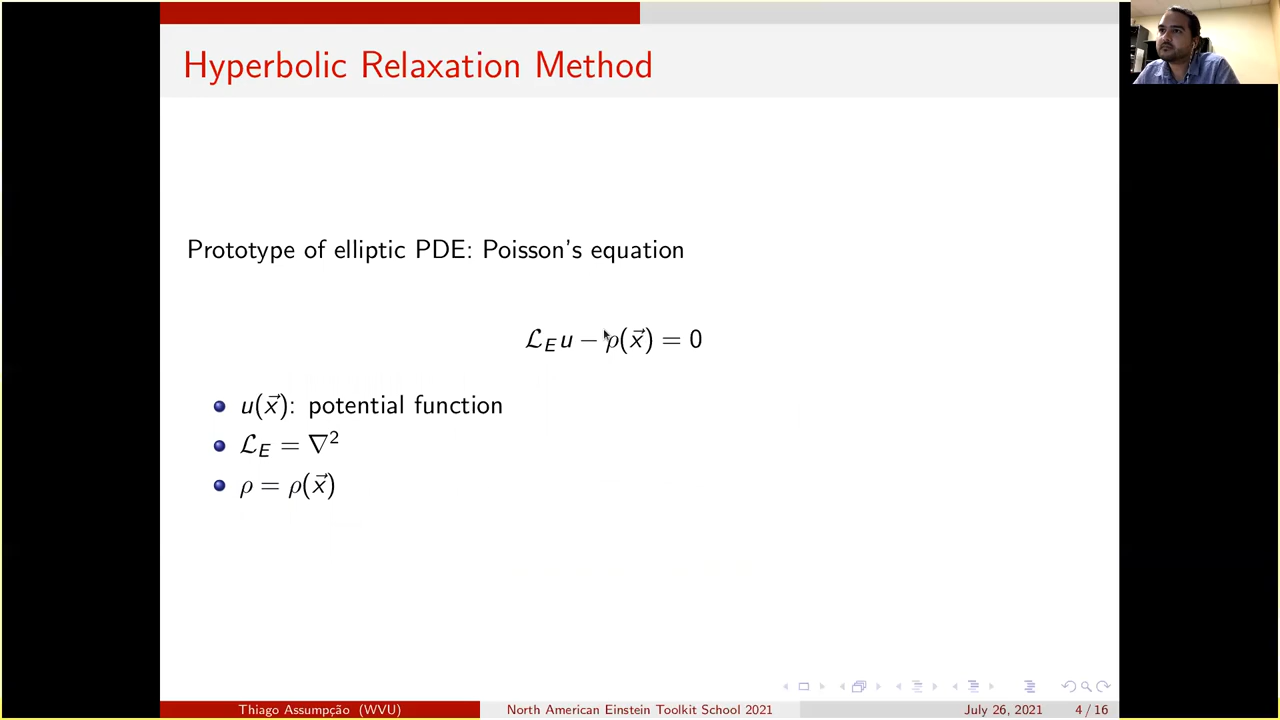 Hyperbolic Relaxation Method
Prototype of elliptic PDE: Poisson's equation
ℒ_E u − ρ(x⃗) = 0
u(x⃗): potential function
ℒ_E = ∇²
ρ = ρ(x⃗)
Thiago Assumpção (WVU) North American Einstein Toolkit School 2021 July 26, 2021 4 / 16